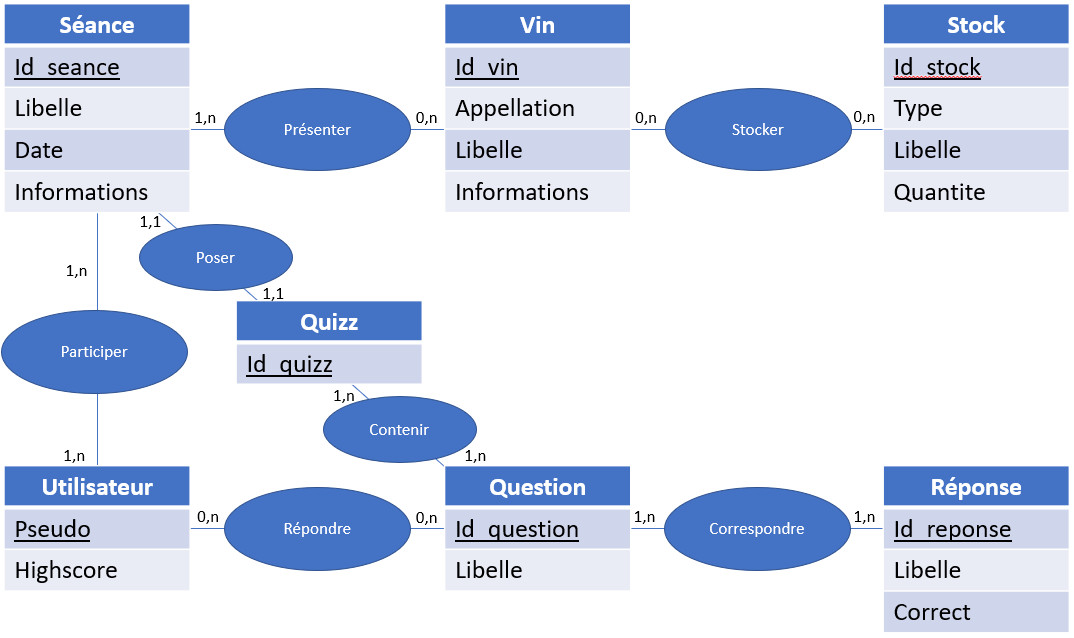 Séance
Id_seance
Libelle
Date
Informations
1,n
Présenter
0,n
Vin
Id_vin
Appellation
Libelle
Informations
0,n
Stocker
0,n
Stock
Id_stock
Type
Libelle
Quantite
1,1
Poser
1,1
1,n
Participer
1,n
Quizz
Id_quizz
1,n
Contenir
1,n
Utilisateur
Pseudo
Highscore
0,n
Répondre
0,n
Question
Id_question
Libelle
1,n
Correspondre
1,n
Réponse
Id_reponse
Libelle
Correct